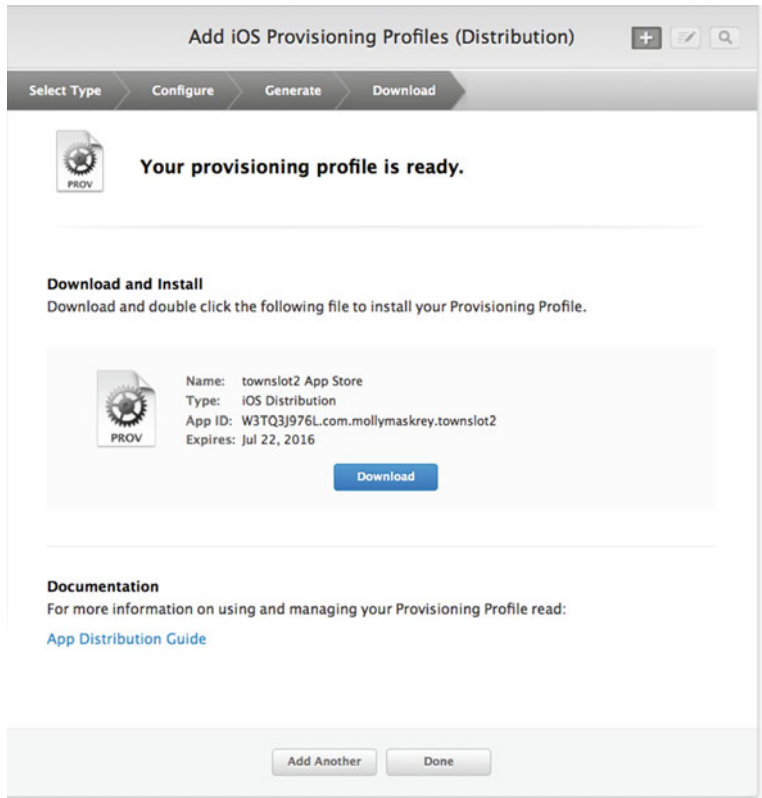 Add iOS Provisioning Profiles (Distribution)
Select Type Configure Generate Download
PROV
Your provisioning profile is ready.
Download and Install
Download and double click the following file to install your Provisioning Profile.
PROV
Name: townslot2 App Store
Type: iOS Distribution
App ID: W3TQ3J976L.com.mollymaskrey.townslot2
Expires: Jul 22, 2016
Download
Documentation
For more information on using and managing your Provisioning Profile read:
App Distribution Guide
Add Another Done